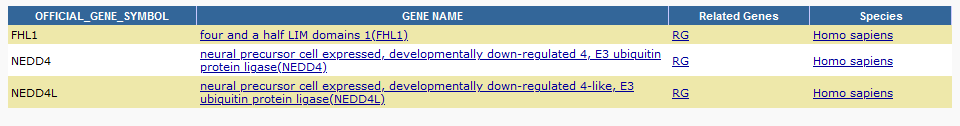 OFFICIAL_GENE_SYMBOL GENE NAME Related Genes Species
FHL1 four and a half LIM domains 1(FHL1) RG Homo sapiens
neural precursor cell expressed, developmentally down-regulated 4, E3 ubiquitin
NEDD4 protein ligase(NEDD4) RG Homo sapiens
neural precursor cell expressed, developmentally down-regulated 4-like, E3
NEDD4L ubiquitin protein ligase(NEDD4L) RG Homo sapiens